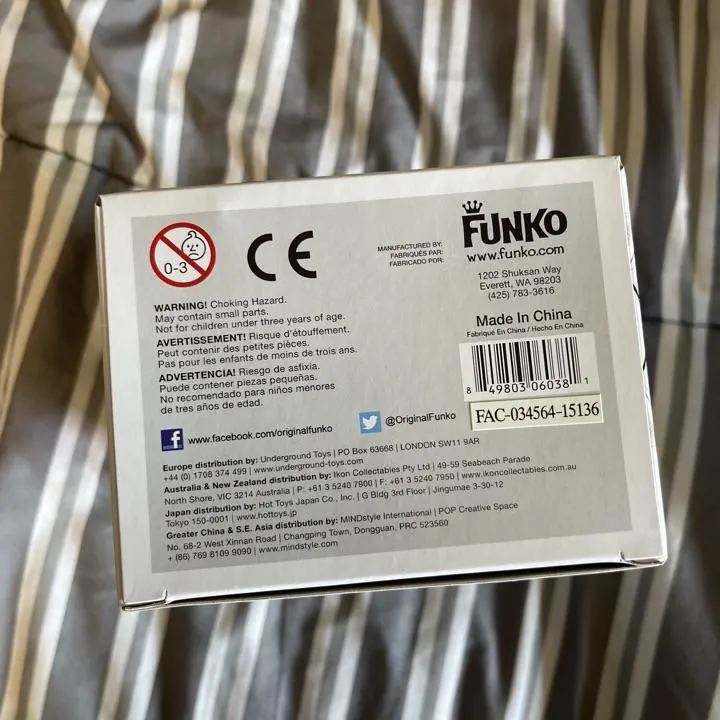 0-3
CE
MANUFACTURED BY:
FABRIQUÉS PAR:
FABRICADO POR:
FUNKO
www.funko.com
1202 Shuksan Way
Everett, WA 98203
(425) 783-3616
WARNING! Choking Hazard.
May contain small parts.
Not for children under three years of age.
AVERTISSEMENT! Risque d'étouffement.
Peut contenir des petites pièces.
Pas pour les enfants de moins de trois ans.
ADVERTENCIA! Riesgo de asfixia.
Puede contener piezas pequeñas.
No recomendado para niños menores
de tres años de edad.
Made In China
Fabriqué En China / Hecho En China
8 49803 06038 1
FAC-034564-15136
www.facebook.com/originalfunko
@OriginalFunko
Europe distribution by: Underground Toys | PO Box 63668 | LONDON SW11 9AR
+44 (0) 1708 374 499 | www.underground-toys.com
Australia & New Zealand distribution by: Ikon Collectables Pty Ltd | 49-59 Seabeach Parade
North Shore, VIC 3214 Australia | P: +61 3 5240 7900 | F: +61 3 5240 7950 | www.ikoncollectables.com.au
Japan distribution by: Hot Toys Japan Co., Inc. | G Bldg 3rd Floor | Jingumae 3-30-12
Tokyo 150-0001 | www.hottoys.jp
Greater China & S.E. Asia distribution by: MINDstyle International | POP Creative Space
No. 68-2 West Xinnan Road | Changping Town, Dongguan, PRC 523560
+ (86) 769 8109 9090 | www.mindstyle.com